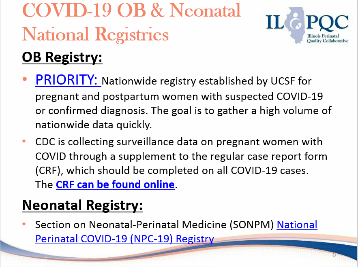 COVID-19 OB & Neonatal
National Registries
IL PQC
Illinois Perinatal
Quality Collaborative
OB Registry:
• PRIORITY: Nationwide registry established by UCSF for
pregnant and postpartum women with suspected COVID-19
or confirmed diagnosis. The goal is to gather a high volume of
nationwide data quickly.
• CDC is collecting surveillance data on pregnant women with
COVID through a supplement to the regular case report form
(CRF), which should be completed on all COVID-19 cases.
The CRF can be found online.
Neonatal Registry:
• Section on Neonatal-Perinatal Medicine (SONPM) National
Perinatal COVID-19 (NPC-19) Registry